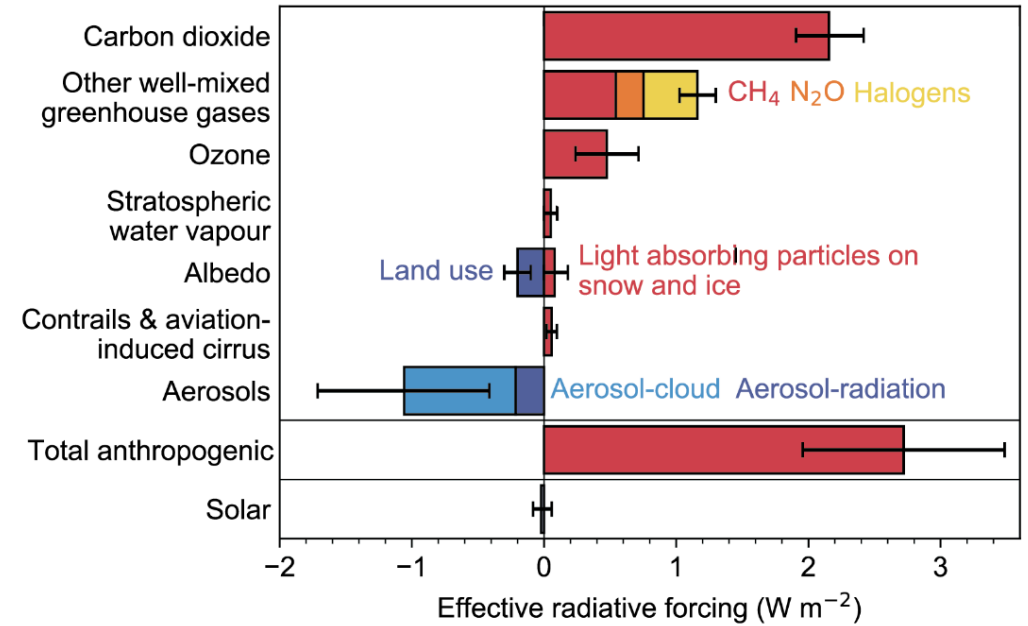 Carbon dioxide
Other well-mixed
greenhouse gases
CH₄ N₂O Halogens
Ozone
Stratospheric
water vapour
Albedo
Land use
Light absorbing particles on
snow and ice
Contrails & aviation-
induced cirrus
Aerosols
Aerosol-cloud Aerosol-radiation
Total anthropogenic
Solar
−2 −1 0 1 2 3
Effective radiative forcing (W m⁻²)